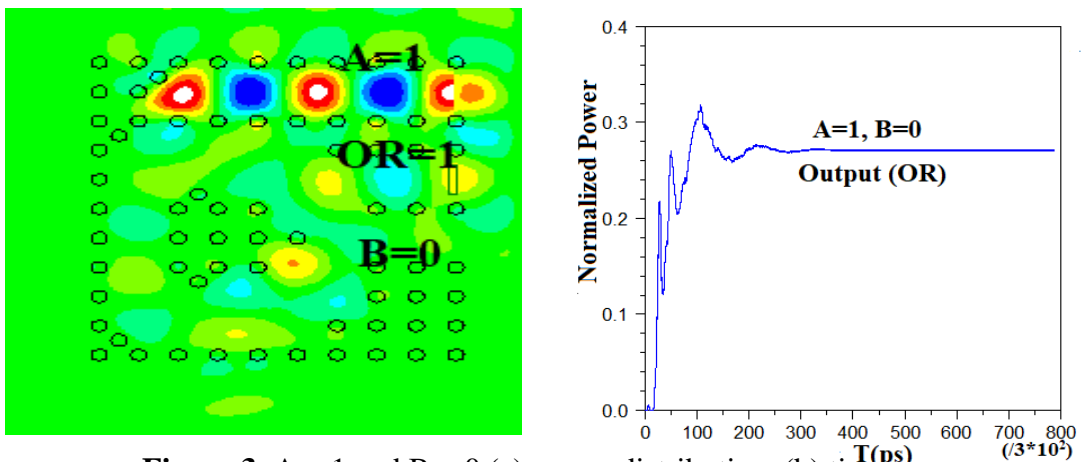 A=1
OR=1
B=0
0.4
0.3
0.2
0.1
0.0
Normalized Power
A=1, B=0
Output (OR)
0 100 200 300 400 500 600 700 800
T(ps) (/3*10²)